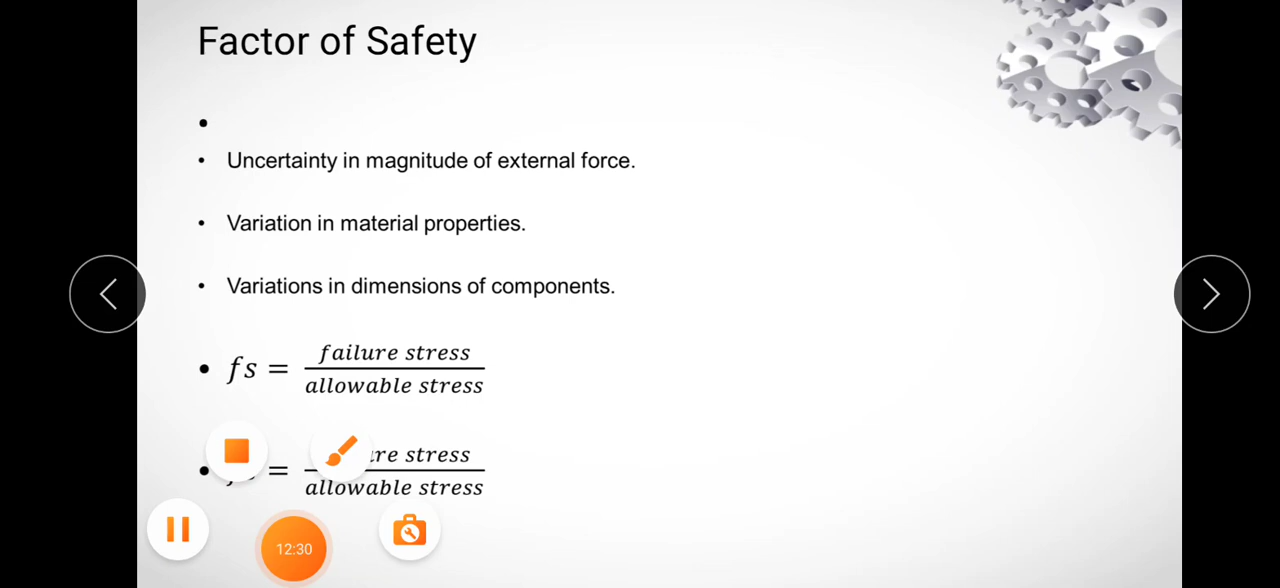 Factor of Safety
•
• Uncertainty in magnitude of external force.
• Variation in material properties.
• Variations in dimensions of components.
• fs = failure stress / allowable stress
• = re stress / allowable stress
12:30